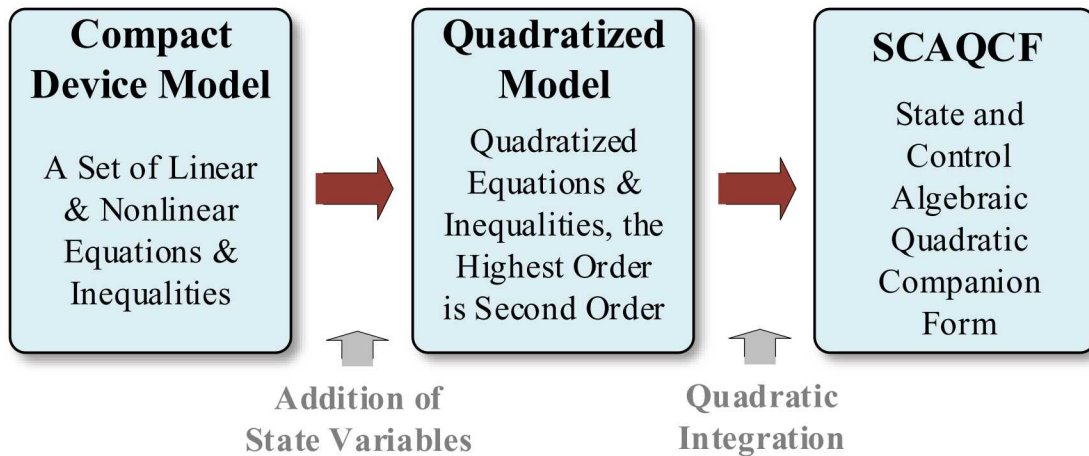 Compact
Device Model
A Set of Linear
& Nonlinear
Equations &
Inequalities
Quadratized
Model
Quadratized
Equations &
Inequalities, the
Highest Order
is Second Order
SCAQCF
State and
Control
Algebraic
Quadratic
Companion
Form
Addition of
State Variables
Quadratic
Integration